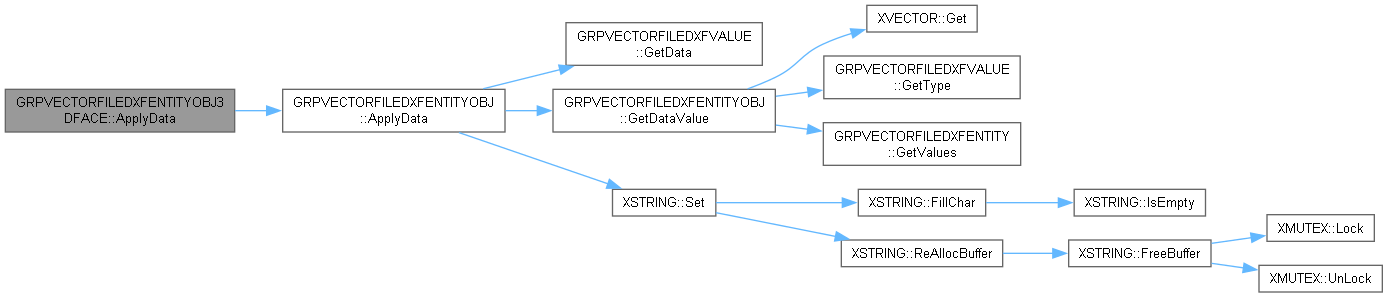 GRPVECTORFILEDXFENTITYOBJ3
DFACE::ApplyData
GRPVECTORFILEDXFENTITYOBJ
::ApplyData
GRPVECTORFILEDXFVALUE
::GetData
GRPVECTORFILEDXFENTITYOBJ
::GetDataValue
XVECTOR::Get
GRPVECTORFILEDXFVALUE
::GetType
GRPVECTORFILEDXFENTITY
::GetValues
XSTRING::Set
XSTRING::FillChar
XSTRING::IsEmpty
XSTRING::ReAllocBuffer
XSTRING::FreeBuffer
XMUTEX::Lock
XMUTEX::UnLock